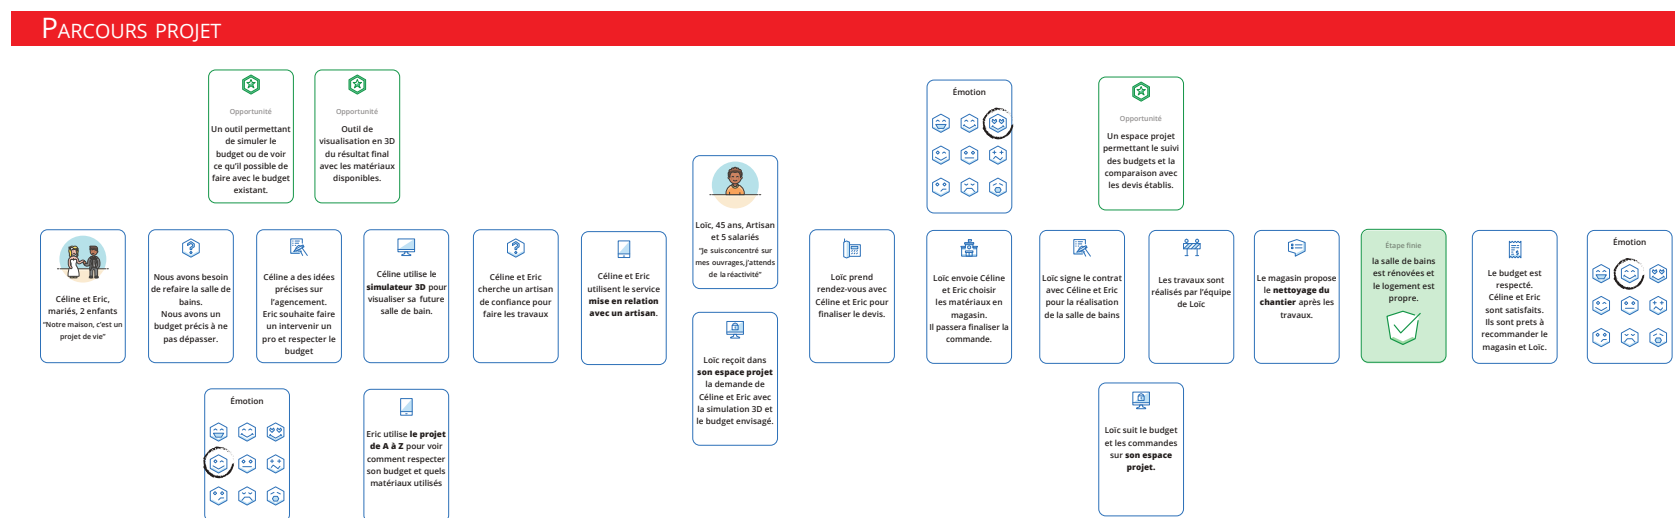 PARCOURS PROJET
Opportunité
Un outil permettant
de simuler le
budget ou de voir
ce qu'il possible de
faire avec le budget
existant.
Opportunité
Outil de
visualisation en 3D
du résultat final
avec les matériaux
disponibles.
Émotion
Opportunité
Un espace projet
permettant le suivi
des budgets et la
comparaison avec
les devis établis.
Céline et Eric,
mariés, 2 enfants
"Notre maison, c'est un
projet de vie"
Nous avons besoin
de refaire la salle de
bains.
Nous avons un
budget précis à ne
pas dépasser.
Céline a des idées
précises sur
l'agencement.
Eric souhaite faire
un intervenir un
pro et respecter le
budget
Céline utilise le
simulateur 3D pour
visualiser sa future
salle de bain.
Céline et Eric
cherche un artisan
de confiance pour
faire les travaux
Céline et Eric
utilisent le service
mise en relation
avec un artisan.
Loïc, 45 ans, Artisan
et 5 salariés
"Je suis concentré sur
mes ouvrages, j'attends
de la réactivité"
Loïc reçoit dans
son espace projet
la demande de
Céline et Eric avec
la simulation 3D et
le budget envisagé.
Loïc prend
rendez-vous avec
Céline et Eric pour
finaliser le devis.
Loïc envoie Céline
et Eric choisir
les matériaux en
magasin.
Il passera finaliser la
commande.
Loïc signe le contrat
avec Céline et Eric
pour la réalisation
de la salle de bains
Les travaux sont
réalisés par l'équipe
de Loïc
Le magasin propose
le nettoyage du
chantier après les
travaux.
Étape finie
la salle de bains
est rénovées et
le logement est
propre.
Le budget est
respecté.
Céline et Eric
sont satisfaits.
Ils sont prets à
recommander le
magasin et Loïc.
Émotion
Émotion
Eric utilise le projet
de A à Z pour voir
comment respecter
son budget et quels
matériaux utilisés
Loïc suit le budget
et les commandes
sur son espace
projet.